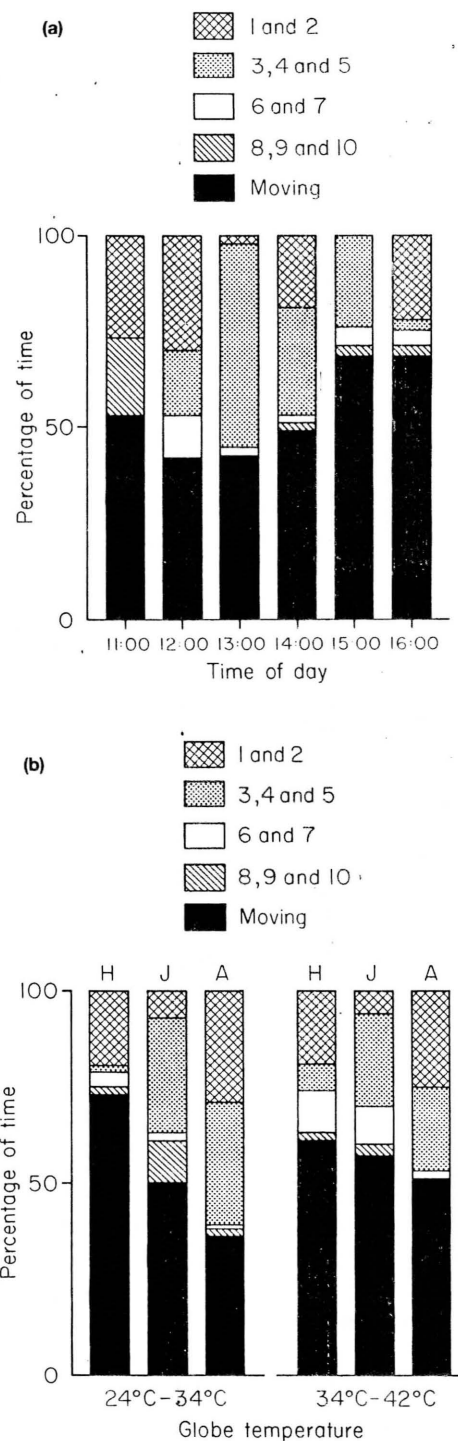 (a)
1 and 2
3, 4 and 5
6 and 7
8, 9 and 10
Moving
100
50
0
Percentage of time
11:00 12:00 13:00 14:00 15:00 16:00
Time of day
(b)
1 and 2
3, 4 and 5
6 and 7
8, 9 and 10
Moving
H J A H J A
100
50
0
Percentage of time
24°C–34°C 34°C–42°C
Globe temperature